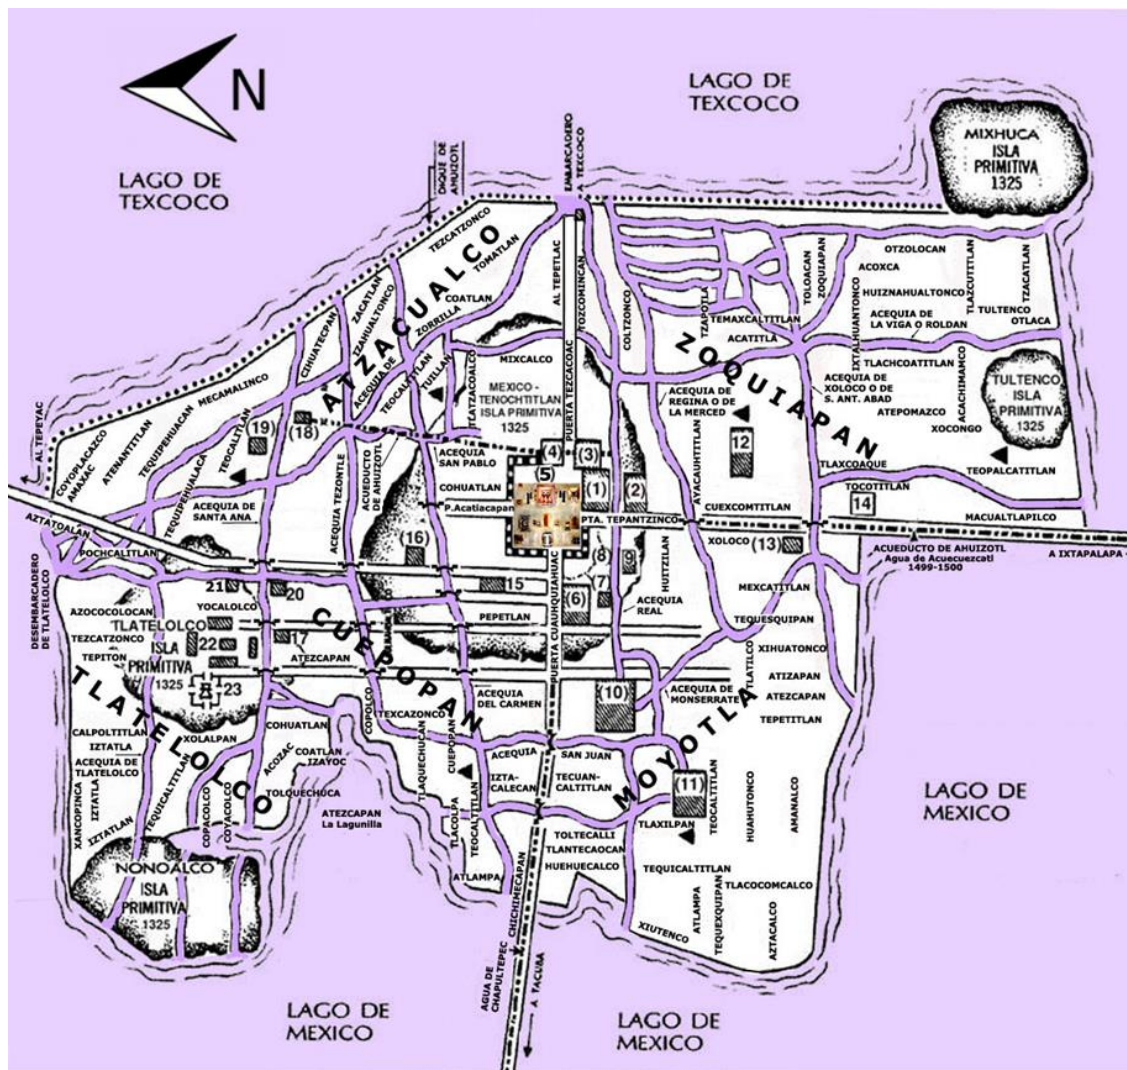 N
LAGO DE
TEXCOCO
LAGO DE
TEXCOCO
DIQUE DE
AHUIZOTL
EMBARCADERO
A TEXCOCO
MIXHUCA
ISLA
PRIMITIVA
1325
TEZCATZONCO
TOMATLAN
ATZACUALCO
AL TEPETLAC
TOZCOMINCAN
COLTZONCO
TZAPOTLA
TOLOACAN
ZOQUIAPAN
OTZOLOCAN
ACOXCA
HUIZNAHUALTONCO
TLAZCUITITLAN
TZACATLAN
TULTENCO
OTLACA
ACEQUIA DE
LA VIGA O ROLDAN
IXTALHUANTONCO
TEMAXCALTITLAN
ACATITLA
ZACATLAN
IZAHUALTONCO
CIHUATECPAN
COATLAN
ZORRILLA
ACEQUIA DE
TEOCALTITLAN
TUILLAN
TLATZACOALCO
MIXCALCO
MEXICO -
TENOCHTITLAN
ISLA PRIMITIVA
1325
PUERTA TEZCACOAC
ZOQUIAPAN
TLACHCOATITLAN
ACEQUIA DE
XOLOCO O DE
S. ANT. ABAD
ACEQUIA DE
REGINA O DE
LA MERCED
ATEPOMAZCO
ACACHIMAMCO
XOCONGO
TULTENCO
ISLA
PRIMITIVA
1325
TEOPALCATITLAN
MECAMALINCO
TEQUIPEHUACAN
ATENANTITLAN
COYOPLACAZCO
AMAXAC
AL TEPEYAC
TEOCALTITLAN
(19)
(18)
TEQUIPEHUALACA
ACEQUIA DE
SANTA ANA
ACEQUIA TEZONTLE
ACUEDUCTO
DE AHUIZOTL
ACEQUIA
SAN PABLO
COHUATLAN
P.Acatlacapan
(4)
(3)
5
(1)
(2)
12
AYACAUHTITLAN
TLAXCOAQUE
TOCOTITLAN
14
CUEXCOMTITLAN
MACUALTLAPILCO
PTA. TEPANTZINCO
XOLOCO
(13)
ACUEDUCTO DE AHUIZOTL
Agua de Acuecuezcatl
1499-1500
A IXTAPALAPA
AZTATOALAN
POCHCALITLAN
DESEMBARCADERO
DE TLATELOLCO
(16)
15
(8)
9
(7)
(6)
HUITZILAN
ACEQUIA
REAL
MEXCATITLAN
TEQUESQUIPAN
21
20
AZOCOCOLOCAN
YOCALOLCO
TLATELOLCO
ISLA
PRIMITIVA
1325
22
17
23
TEZCATZONCO
TEPITON
ATEZCAPAN
CUEPOPAN
PEPETLAN
PUERTA CUAUHQUIAHUAC
XIHUATONCO
TLATILCO
ATIZAPAN
ATEZCAPAN
TEPETITLAN
ACEQUIA DE
MONSERRATE
(10)
MOYOTLA
TLATELOLCO
COPOLCO
TEXCAZONCO
ACEQUIA
DEL CARMEN
CALPOLTITLAN
IZTATLA
ACEQUIA DE
TLATELOLCO
XOLALPAN
COHUATLAN
COATLAN
IZAYOC
ACOZAC
TOLQUECHUCA
TLAQUECHUCAN
CUEPOPAN
ACEQUIA
SAN JUAN
IZTA-
CALECAN
TECUAN-
CALTITLAN
(11)
TEOCALTITLAN
HUAHUTONCO
AMANALCO
LAGO DE
MEXICO
XANCOPINCA
IZTATLA
IZTATLAN
TEQUICALTITLAN
COPACOLCO
COYACOLCO
ATEZCAPAN
La Lagunilla
TLACOLPA
TEOCALTITLAN
TOLTECALLI
TLANTECAOCAN
HUEHUECALCO
TLAXILPAN
ATLAMPA
TEQUICALTITLAN
TLACOCOMCALCO
ATLAMPA
TEQUEXQUIPAN
AZTACALCO
XIUTENCO
NONOALCO
ISLA
PRIMITIVA
1325
CHICHIMECAPAN
AGUA DE
CHAPULTEPEC
A TACUBA
LAGO DE
MEXICO
LAGO DE
MEXICO